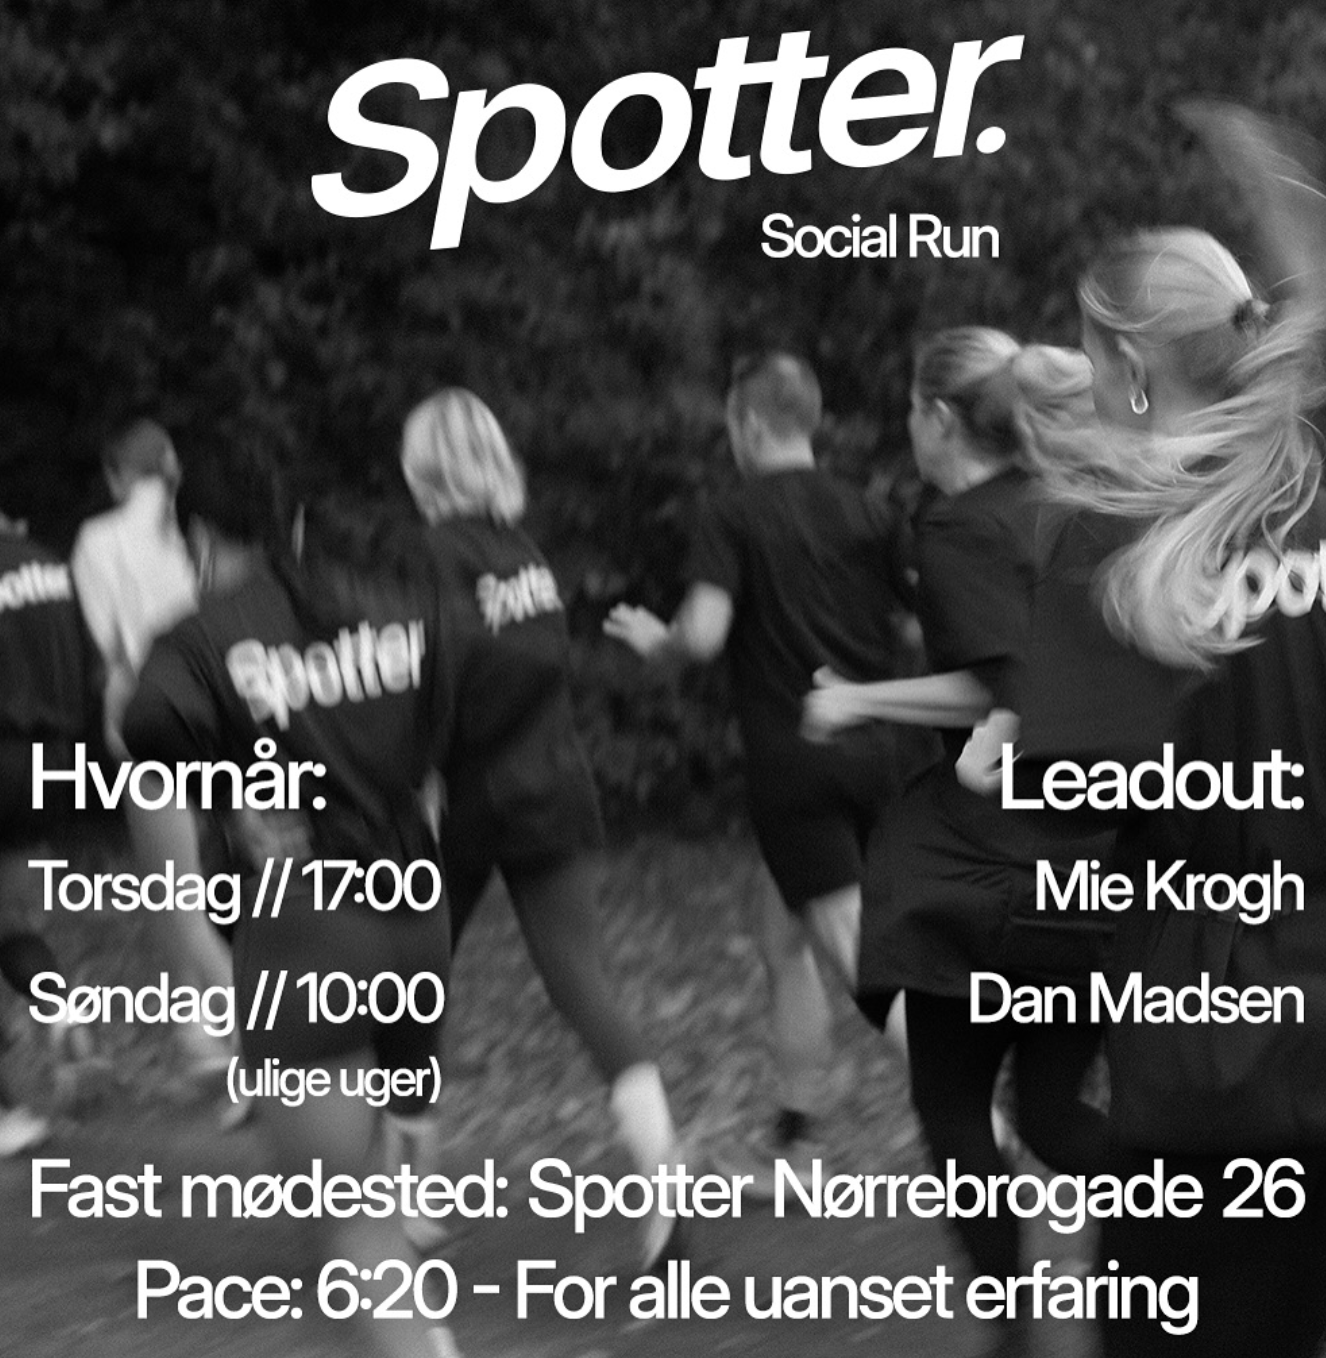 Spotter.
Social Run
Spotter
Hvornår:
Torsdag // 17:00
Søndag // 10:00
(ulige uger)
Leadout:
Mie Krogh
Dan Madsen
Fast mødested: Spotter Nørrebrogade 26
Pace: 6:20 - For alle uanset erfaring